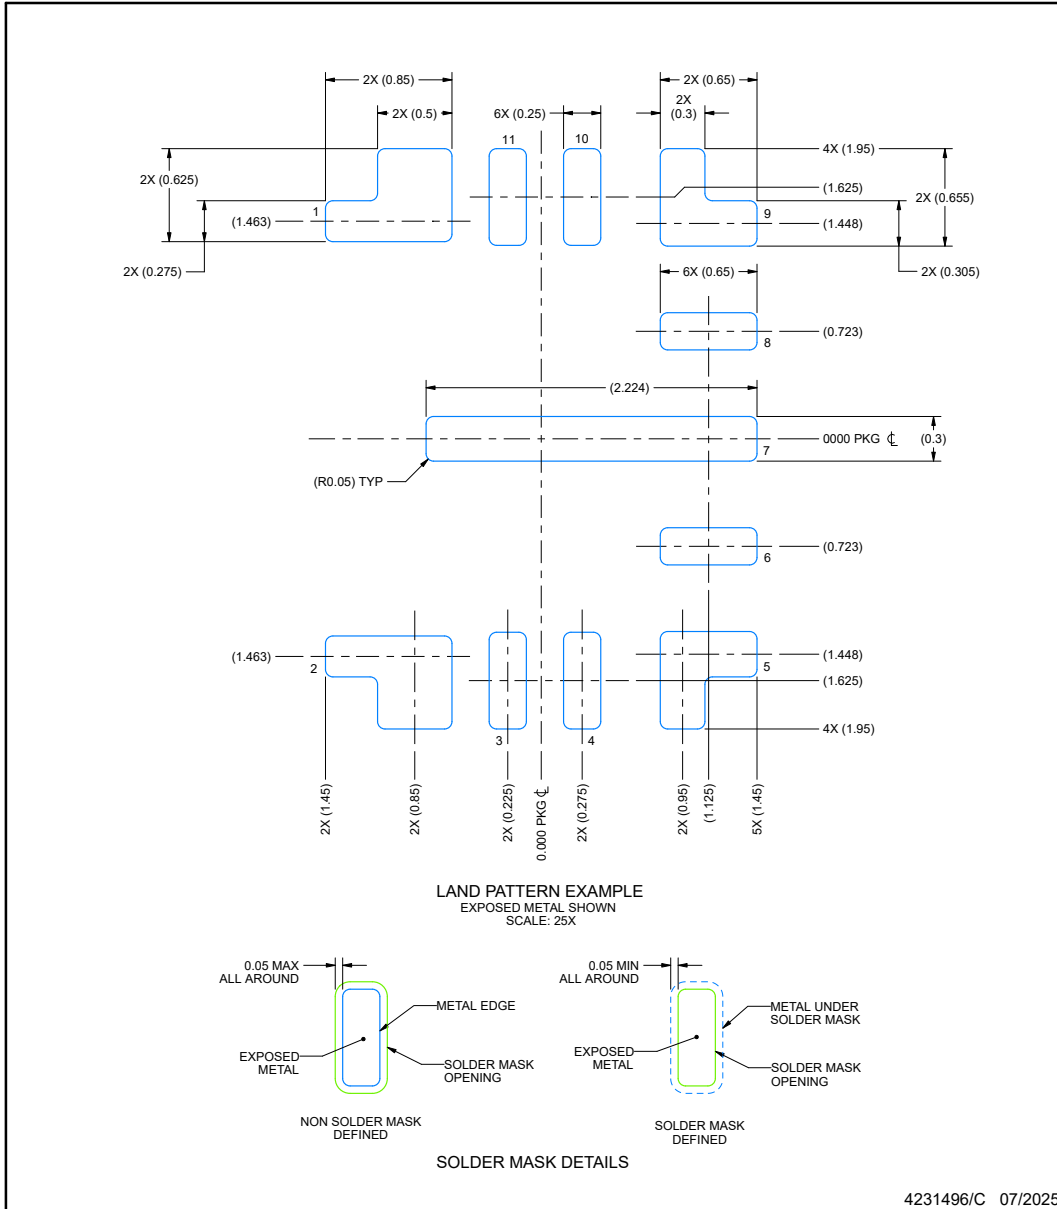 2X (0.85)
2X (0.65)
2X (0.5)
6X (0.25)
2X
(0.3)
11
10
4X (1.95)
2X (0.625)
(1.625)
2X (0.655)
1
(1.463)
9
(1.448)
2X (0.275)
2X (0.305)
6X (0.65)
(0.723)
8
(2.224)
0000 PKG ℄
(0.3)
7
(R0.05) TYP
(0.723)
6
(1.463)
2
(1.448)
5
(1.625)
4X (1.95)
3
4
2X (1.45)
2X (0.85)
2X (0.225)
0.000 PKG ℄
2X (0.275)
2X (0.95)
(1.125)
5X (1.45)
LAND PATTERN EXAMPLE
EXPOSED METAL SHOWN
SCALE: 25X
0.05 MAX
ALL AROUND
METAL EDGE
EXPOSED
METAL
SOLDER MASK
OPENING
NON SOLDER MASK
DEFINED
0.05 MIN
ALL AROUND
METAL UNDER
SOLDER MASK
EXPOSED
METAL
SOLDER MASK
OPENING
SOLDER MASK
DEFINED
SOLDER MASK DETAILS
4231496/C 07/2025